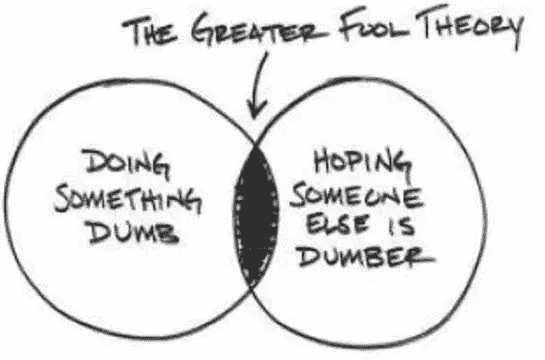 THE GREATER FOOL THEORY
DOING
SOMETHING
DUMB
HOPING
SOMEONE
ELSE IS
DUMBER